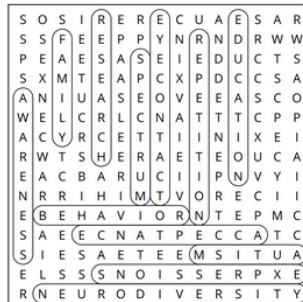 S O S I R E R E C U A E S A R
S S F E E P P Y N R N D R W W
P E A E S A S E I E D U C T S
S X M T E A P C X P D C C S A
A N I U A S E O V E E A S C O
W E L C R L C N A T T T C P P
A C Y R C E T T I I N I X E I
R W T S H E R A E T E O U C A
E A C B A R U C I I P N V Y I
N R R I H I M T V O R E C I I
E B E H A V I O R N T E P M C
S A E E C N A T P E C C A T C
S I E S A E T E E M S I T U A
E L S S S N O I S S E R P X E
R N E U R O D I V E R S I T Y